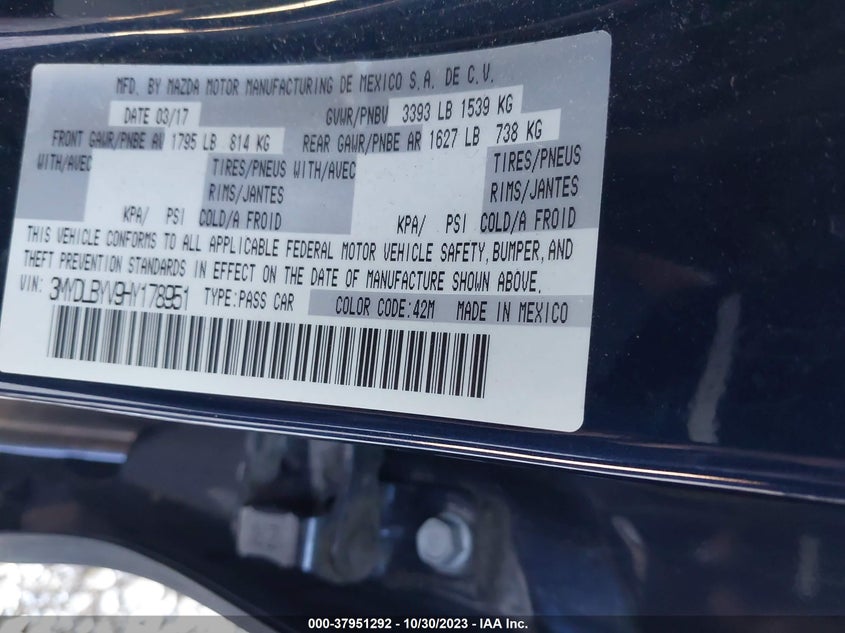 MFD. BY MAZDA MOTOR MANUFACTURING DE MEXICO S.A. DE C.V.
DATE 03/17 GVWR/PNBV 3393 LB 1539 KG
FRONT GAWR/PNBE AV 1795 LB 814 KG REAR GAWR/PNBE AR 1627 LB 738 KG
WITH/AVEC TIRES/PNEUS WITH/AVEC TIRES/PNEUS
RIMS/JANTES RIMS/JANTES
KPA/ PSI COLD/A FROID KPA/ PSI COLD/A FROID
THIS VEHICLE CONFORMS TO ALL APPLICABLE FEDERAL MOTOR VEHICLE SAFETY, BUMPER, AND
THEFT PREVENTION STANDARDS IN EFFECT ON THE DATE OF MANUFACTURE SHOWN ABOVE.
VIN: 3MYDLBYV9HY178951 TYPE:PASS CAR COLOR CODE:42M MADE IN MEXICO
000-37951292 - 10/30/2023 - IAA Inc.